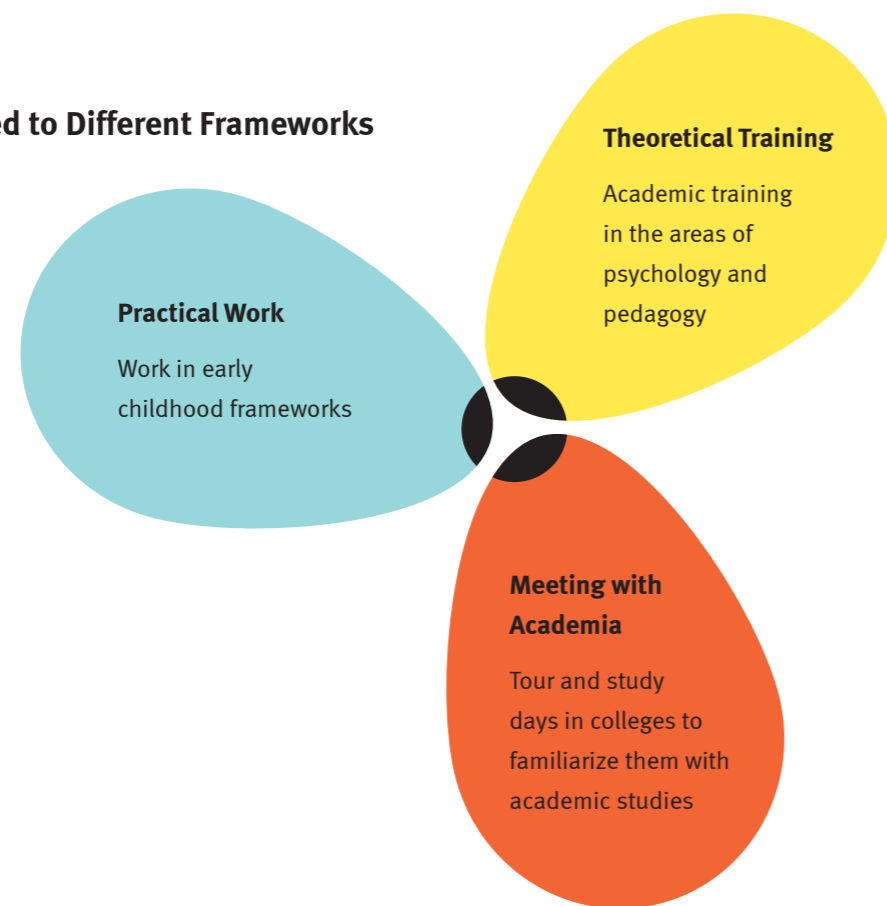 ed to Different Frameworks
Theoretical Training
Academic training
in the areas of
psychology and
pedagogy
Practical Work
Work in early
childhood frameworks
Meeting with
Academia
Tour and study
days in colleges to
familiarize them with
academic studies